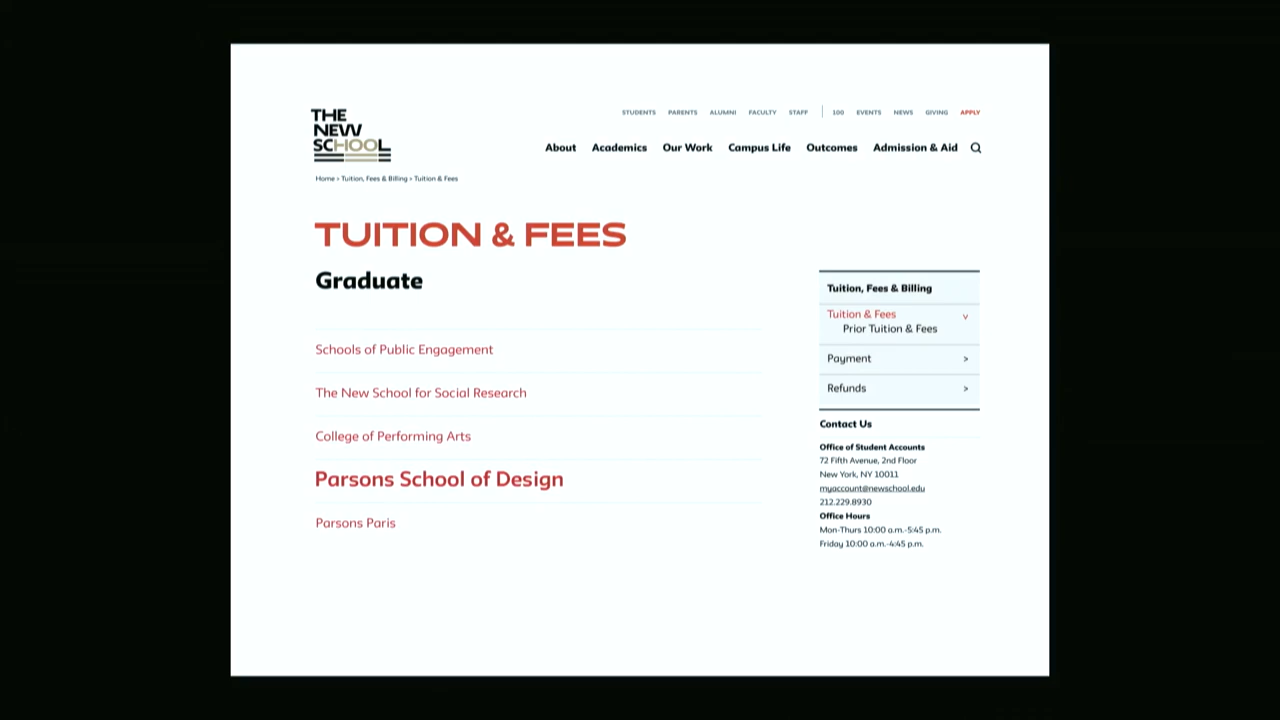 THE
NEW
SCHOOL
STUDENTS PARENTS ALUMNI FACULTY STAFF 100 EVENTS NEWS GIVING APPLY
About Academics Our Work Campus Life Outcomes Admission & Aid
Home > Tuition, Fees & Billing > Tuition & Fees
TUITION & FEES
Graduate
Schools of Public Engagement
The New School for Social Research
College of Performing Arts
Parsons School of Design
Parsons Paris
Tuition, Fees & Billing
Tuition & Fees v
Prior Tuition & Fees
Payment >
Refunds >
Contact Us
Office of Student Accounts
72 Fifth Avenue, 2nd Floor
New York, NY 10011
myaccount@newschool.edu
212.229.8930
Office Hours
Mon-Thurs 10:00 a.m.-5:45 p.m.
Friday 10:00 a.m.-4:45 p.m.